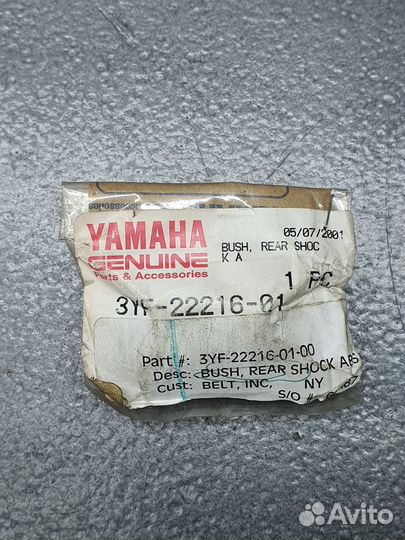 05/07/2001
YAMAHA
BUSH, REAR SHOC
GENUINE
K A
Parts & Accessories
1 PC
3YF-22216-01
Part #: 3YF-22216-01-00
Desc: BUSH, REAR SHOCK ABS
Cust: BELT, INC, NY
S/O #:
Avito